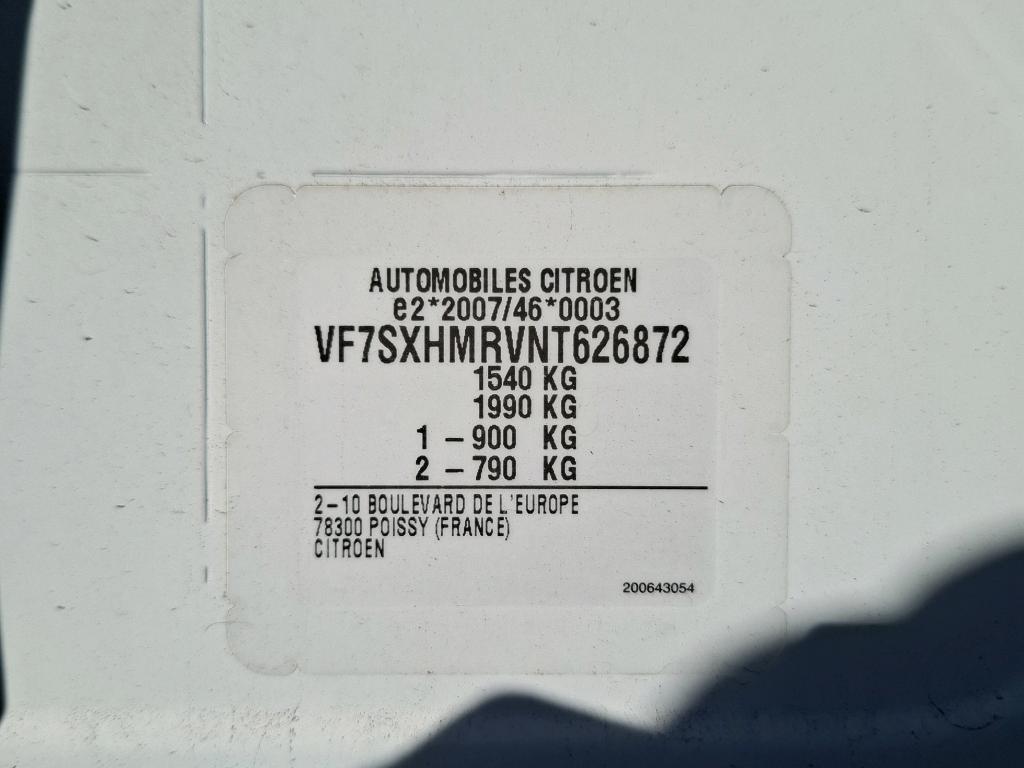 AUTOMOBILES CITROEN
e2*2007/46*0003
VF7SXHMRVNT626872
1540 KG
1990 KG
1 - 900 KG
2 - 790 KG
2-10 BOULEVARD DE L'EUROPE
78300 POISSY (FRANCE)
CITROEN
200643054